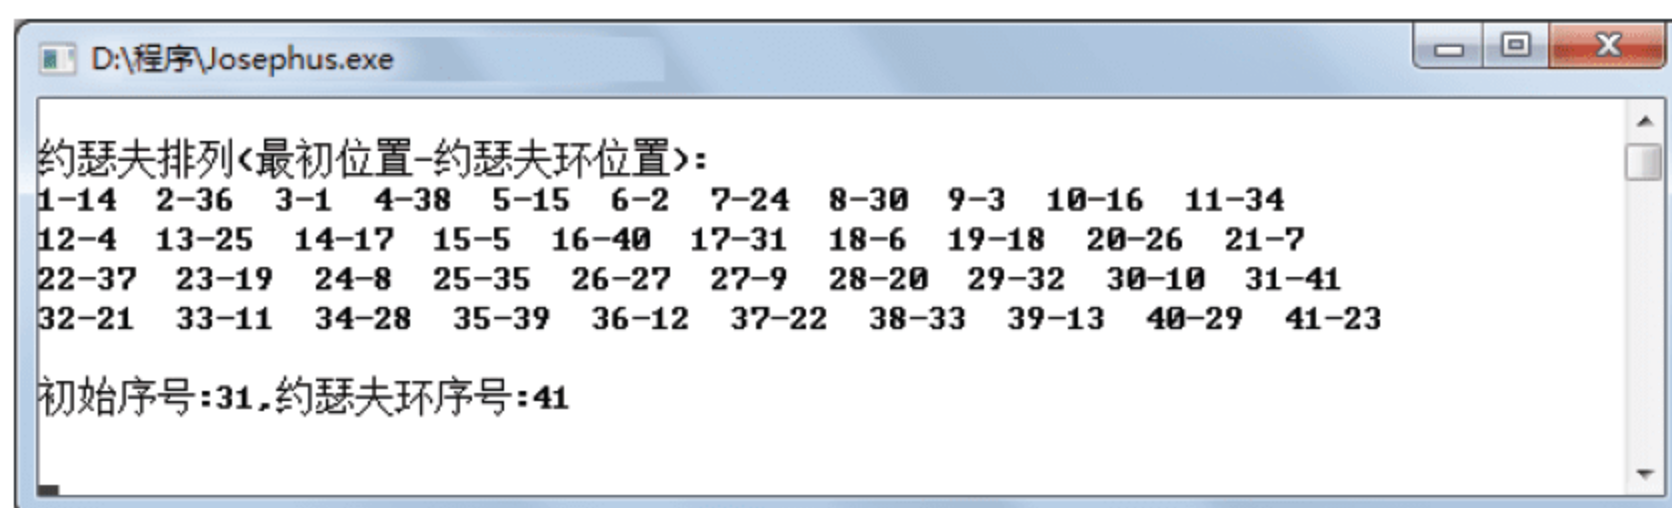 D:\程序\Josephus.exe
约瑟夫排列(最初位置-约瑟夫环位置):
1-14 2-36 3-1 4-38 5-15 6-2 7-24 8-30 9-3 10-16 11-34
12-4 13-25 14-17 15-5 16-40 17-31 18-6 19-18 20-26 21-7
22-37 23-19 24-8 25-35 26-27 27-9 28-20 29-32 30-10 31-41
32-21 33-11 34-28 35-39 36-12 37-22 38-33 39-13 40-29 41-23
初始序号:31,约瑟夫环序号:41